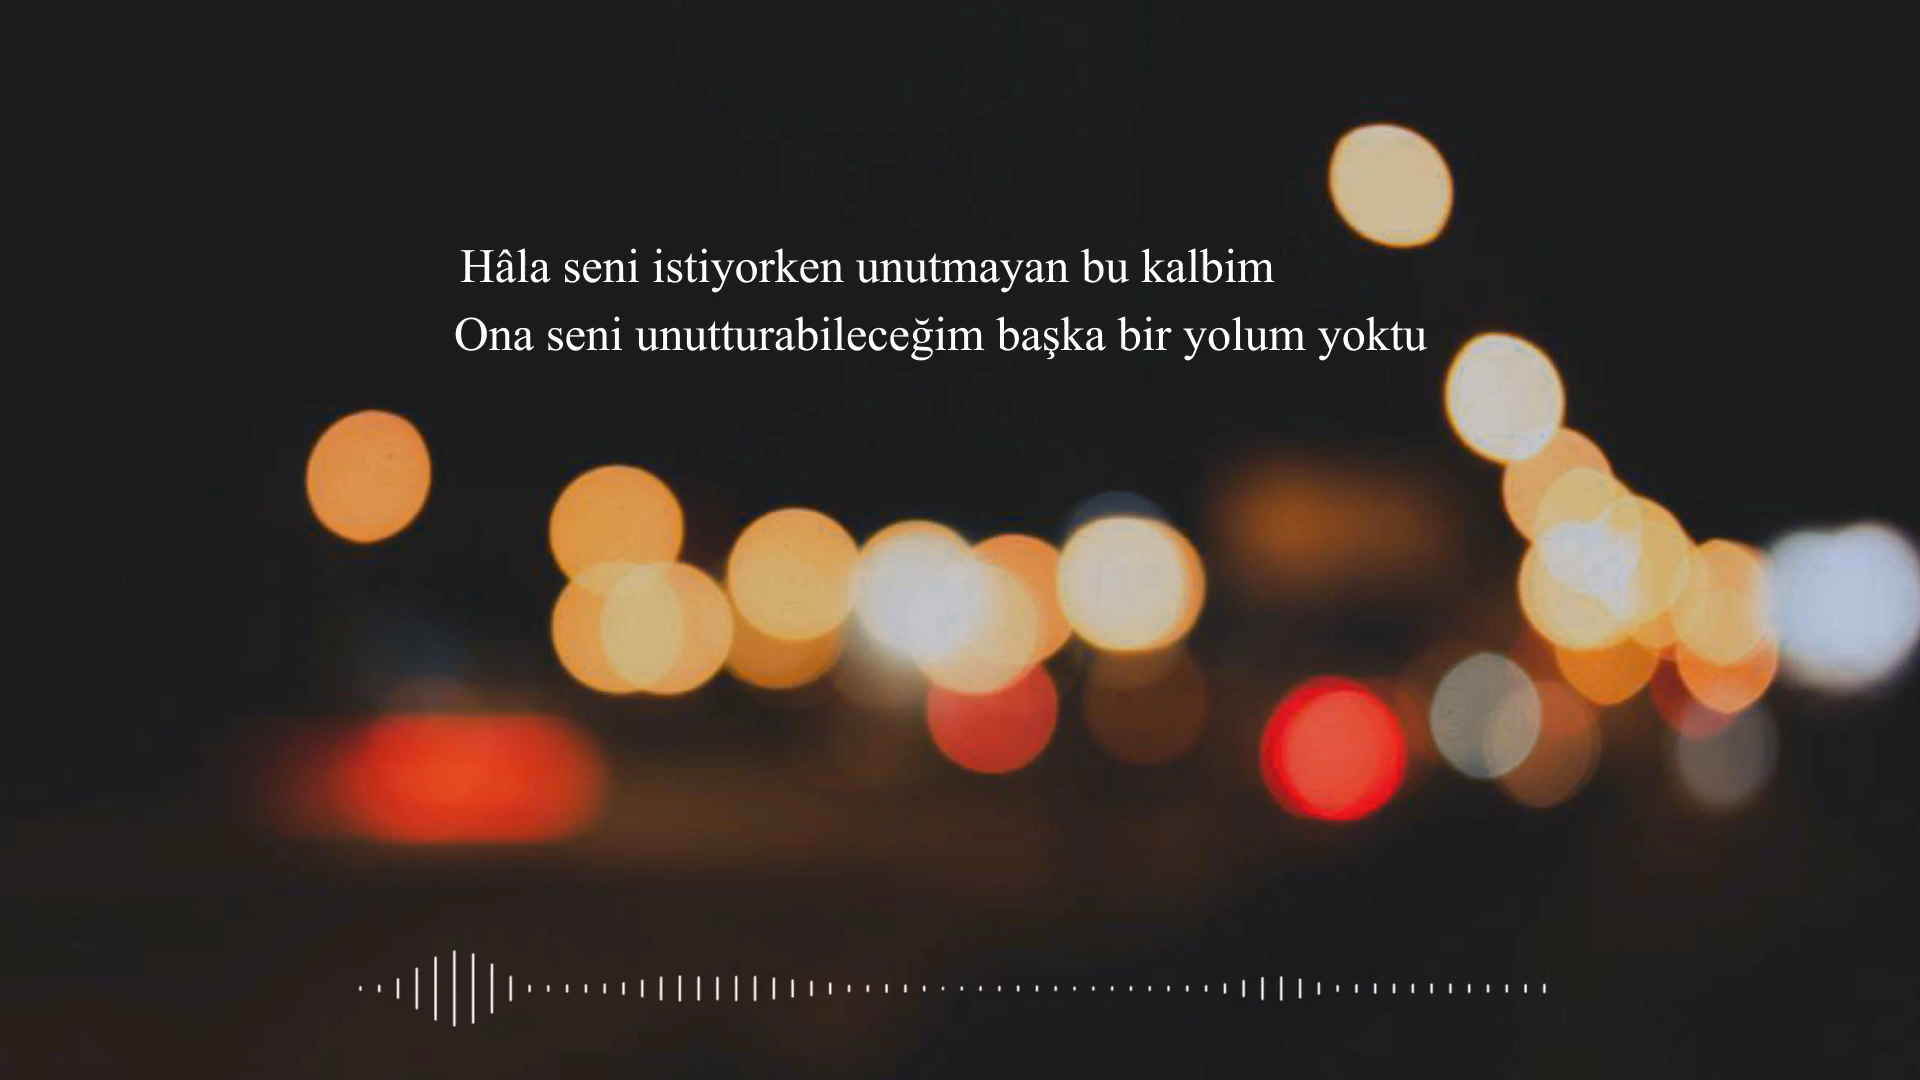 Hâla seni istiyorken unutmayan bu kalbim
Ona seni unutturabileceğim başka bir yolum yoktu